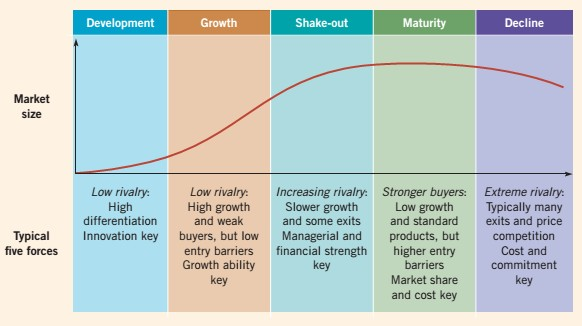 Development
Growth
Shake-out
Maturity
Decline
Market
size
Typical
five forces
Low rivalry:
High
differentiation
Innovation key
Low rivalry:
High growth
and weak
buyers, but low
entry barriers
Growth ability
key
Increasing rivalry:
Slower growth
and some exits
Managerial and
financial strength
key
Stronger buyers:
Low growth
and standard
products, but
higher entry
barriers
Market share
and cost key
Extreme rivalry:
Typically many
exits and price
competition
Cost and
commitment
key